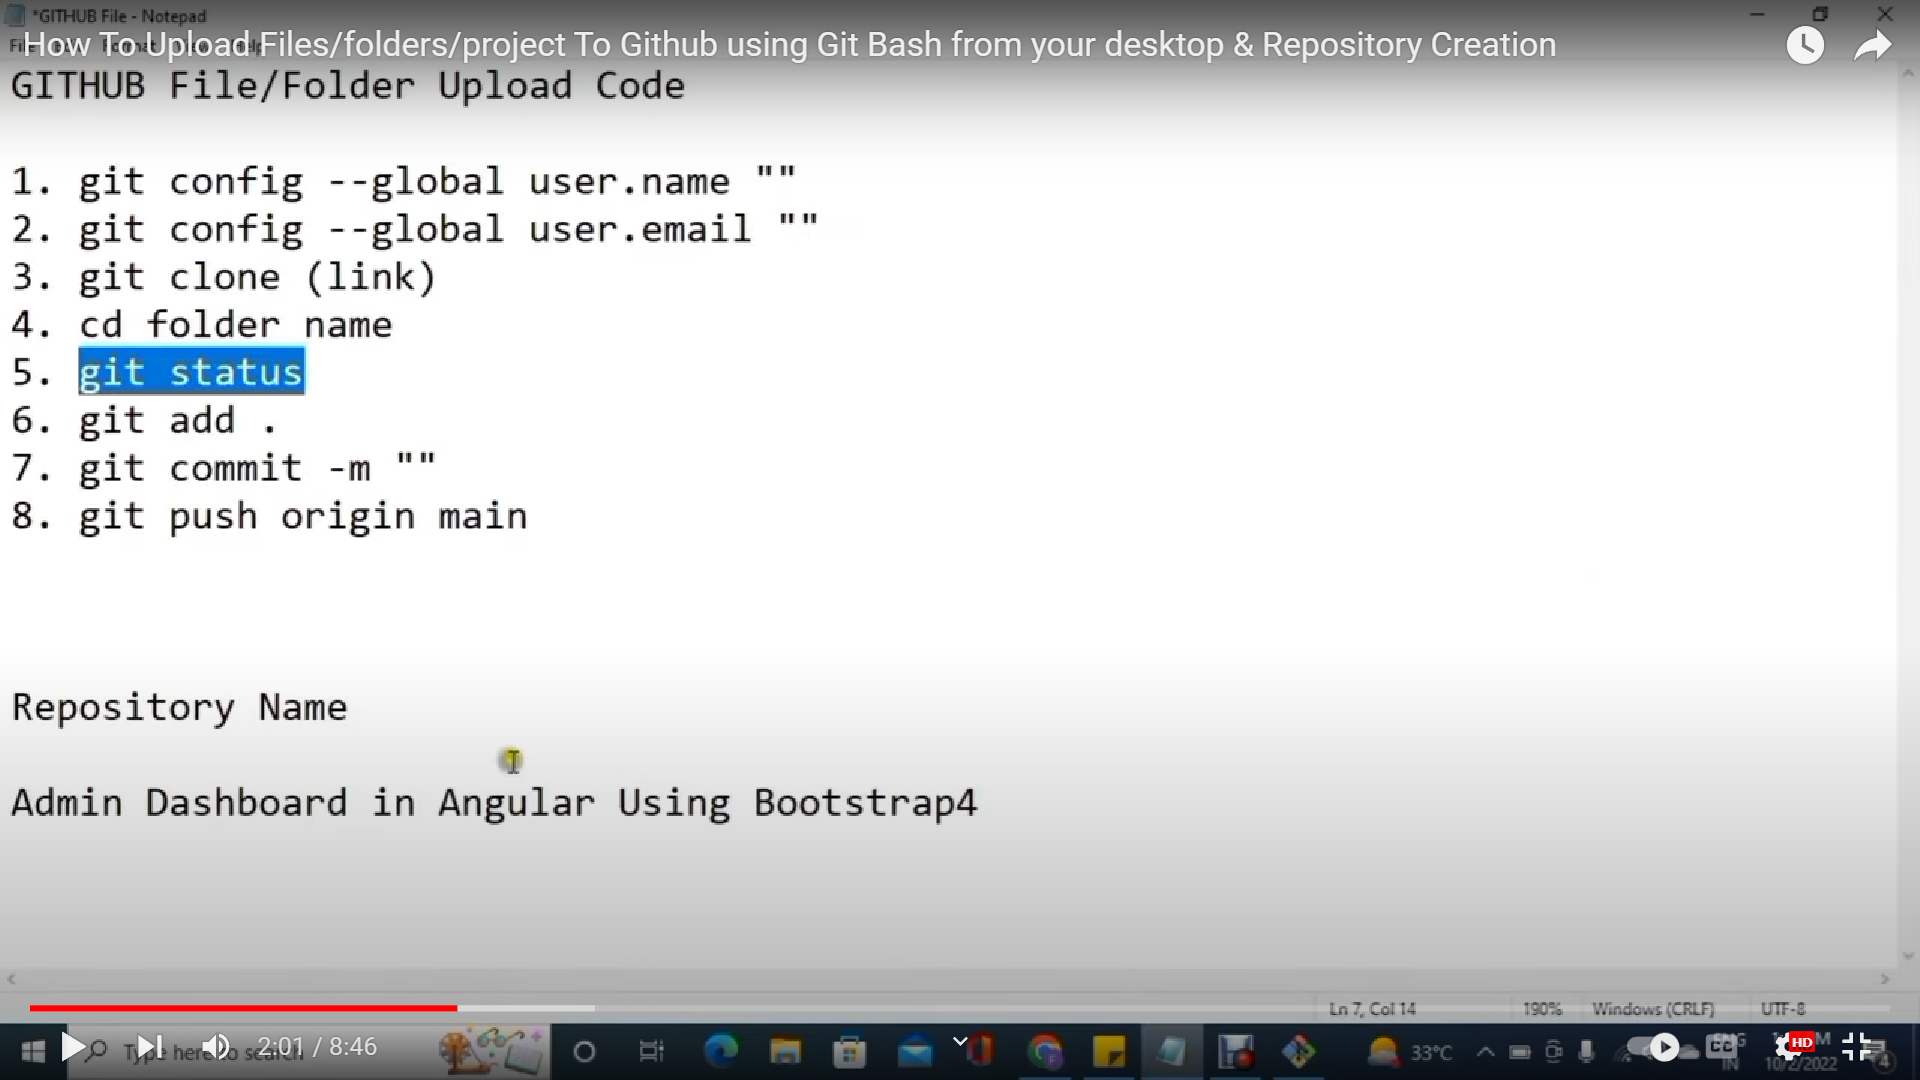 *GITHUB File - Notepad
How To Upload Files/folders/project To Github using Git Bash from your desktop & Repository Creation
GITHUB File/Folder Upload Code
1. git config --global user.name ""
2. git config --global user.email ""
3. git clone (link)
4. cd folder name
5. git status
6. git add .
7. git commit -m ""
8. git push origin main
Repository Name
Admin Dashboard in Angular Using Bootstrap4
Ln 7, Col 14
190%
Windows (CRLF)
UTF-8
Type here to search
2:01 / 8:46
33°C
CC
ENG
IN
HD
10/2/2022
4